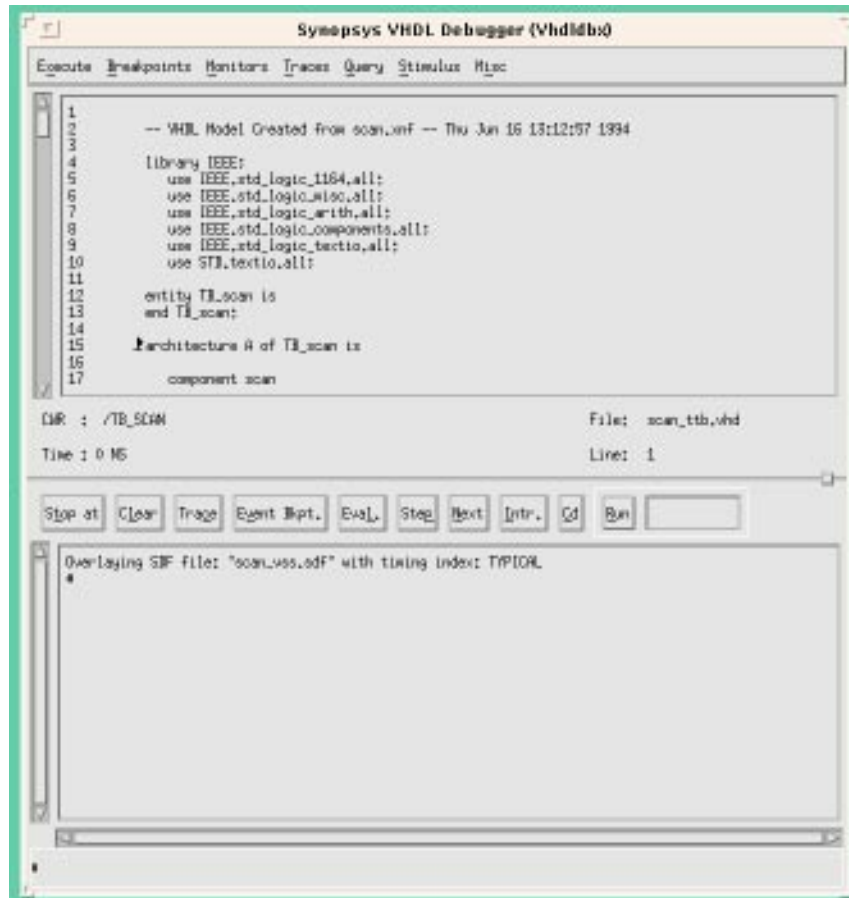 Synopsys VHDL Debugger (Vhdldbx)
Execute Breakpoints Monitors Traces Query Stimulus Misc
1
2 -- VHDL Model Created from scan.xnf -- Thu Jun 16 13:12:57 1994
3
4 library IEEE;
5 use IEEE.std_logic_1164.all;
6 use IEEE.std_logic_misc.all;
7 use IEEE.std_logic_arith.all;
8 use IEEE.std_logic_components.all;
9 use IEEE.std_logic_textio.all;
10 use STD.textio.all;
11
12 entity TB_scan is
13 end TB_scan;
14
15 architecture A of TB_scan is
16
17 component scan
CWR : /TB_SCAN File: scan_ttb.vhd
Time : 0 NS Line: 1
Stop at Clear Trace Event Bkpt. Eval. Step Next Intr. Cd Run
Overlaying SDF file: "scan_vss.sdf" with timing index: TYPICAL
#